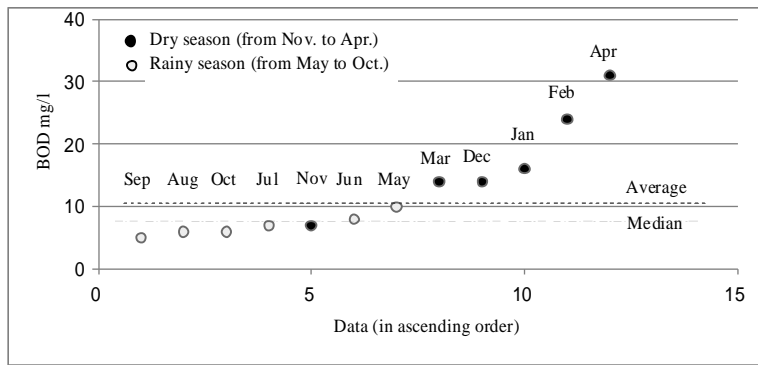 Dry season (from Nov. to Apr.)
Rainy season (from May to Oct.)
BOD mg/l
40
30
20
10
0
Sep
Aug
Oct
Jul
Nov
Jun
May
Mar
Dec
Jan
Feb
Apr
Average
Median
0
5
10
15
Data (in ascending order)